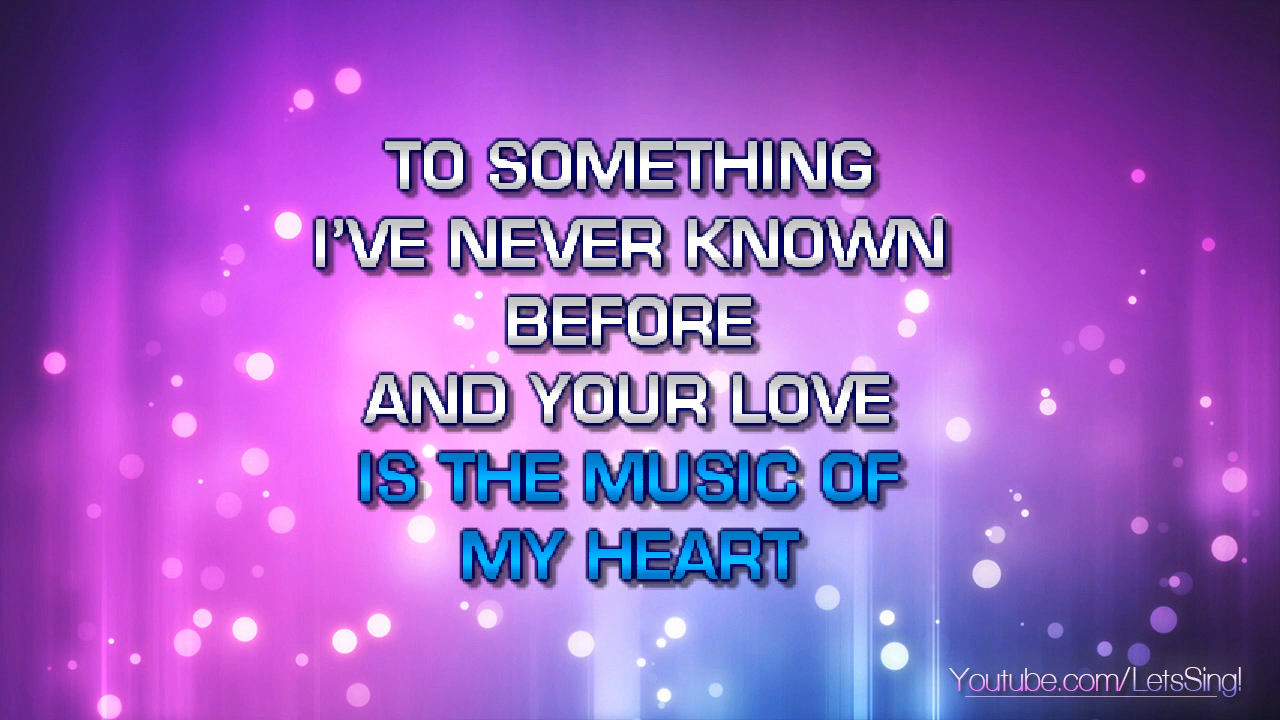 TO SOMETHING
I'VE NEVER KNOWN
BEFORE
AND YOUR LOVE
IS THE MUSIC OF
MY HEART
Youtube.com/LetsSing!